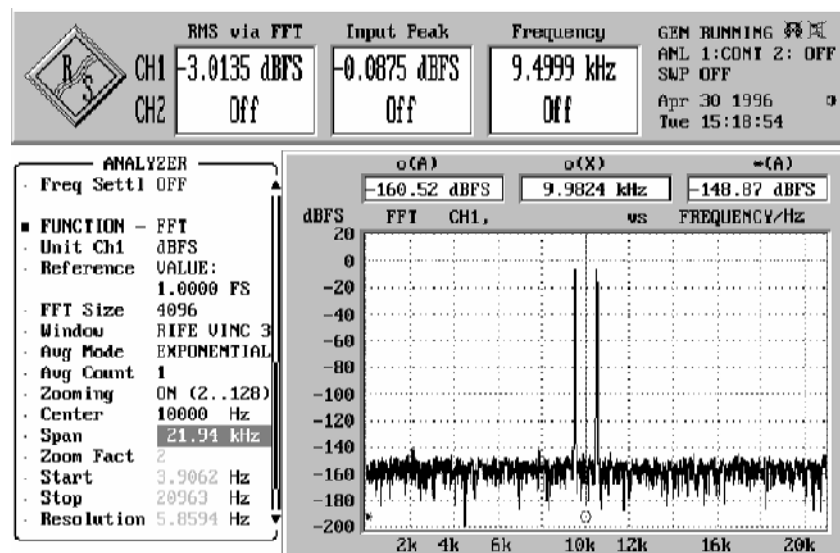 RMS via FFT Input Peak Frequency
GEN RUNNING
ANL 1:CONT 2: OFF
SWP OFF
Apr 30 1996
Tue 15:18:54
R S
CH1 -3.0135 dBFS -0.0875 dBFS 9.4999 kHz
CH2 Off Off Off
ANALYZER
Freq Settl OFF
FUNCTION - FFT
Unit Ch1 dBFS
Reference VALUE:
1.0000 FS
FFT Size 4096
Window RIFE VINC 3
Avg Mode EXPONENTIAL
Avg Count 1
Zooming ON (2..128)
Center 10000 Hz
Span 21.94 kHz
Zoom Fact 2
Start 3.9062 Hz
Stop 20963 Hz
Resolution 5.8594 Hz
o(A) o(X) *(A)
-160.52 dBFS 9.9824 kHz -148.87 dBFS
dBFS FFT CH1, vs FREQUENCY/Hz
20
0
-20
-40
-60
-80
-100
-120
-140
-160
-180
-200
2k 4k 6k 10k 12k 16k 20k